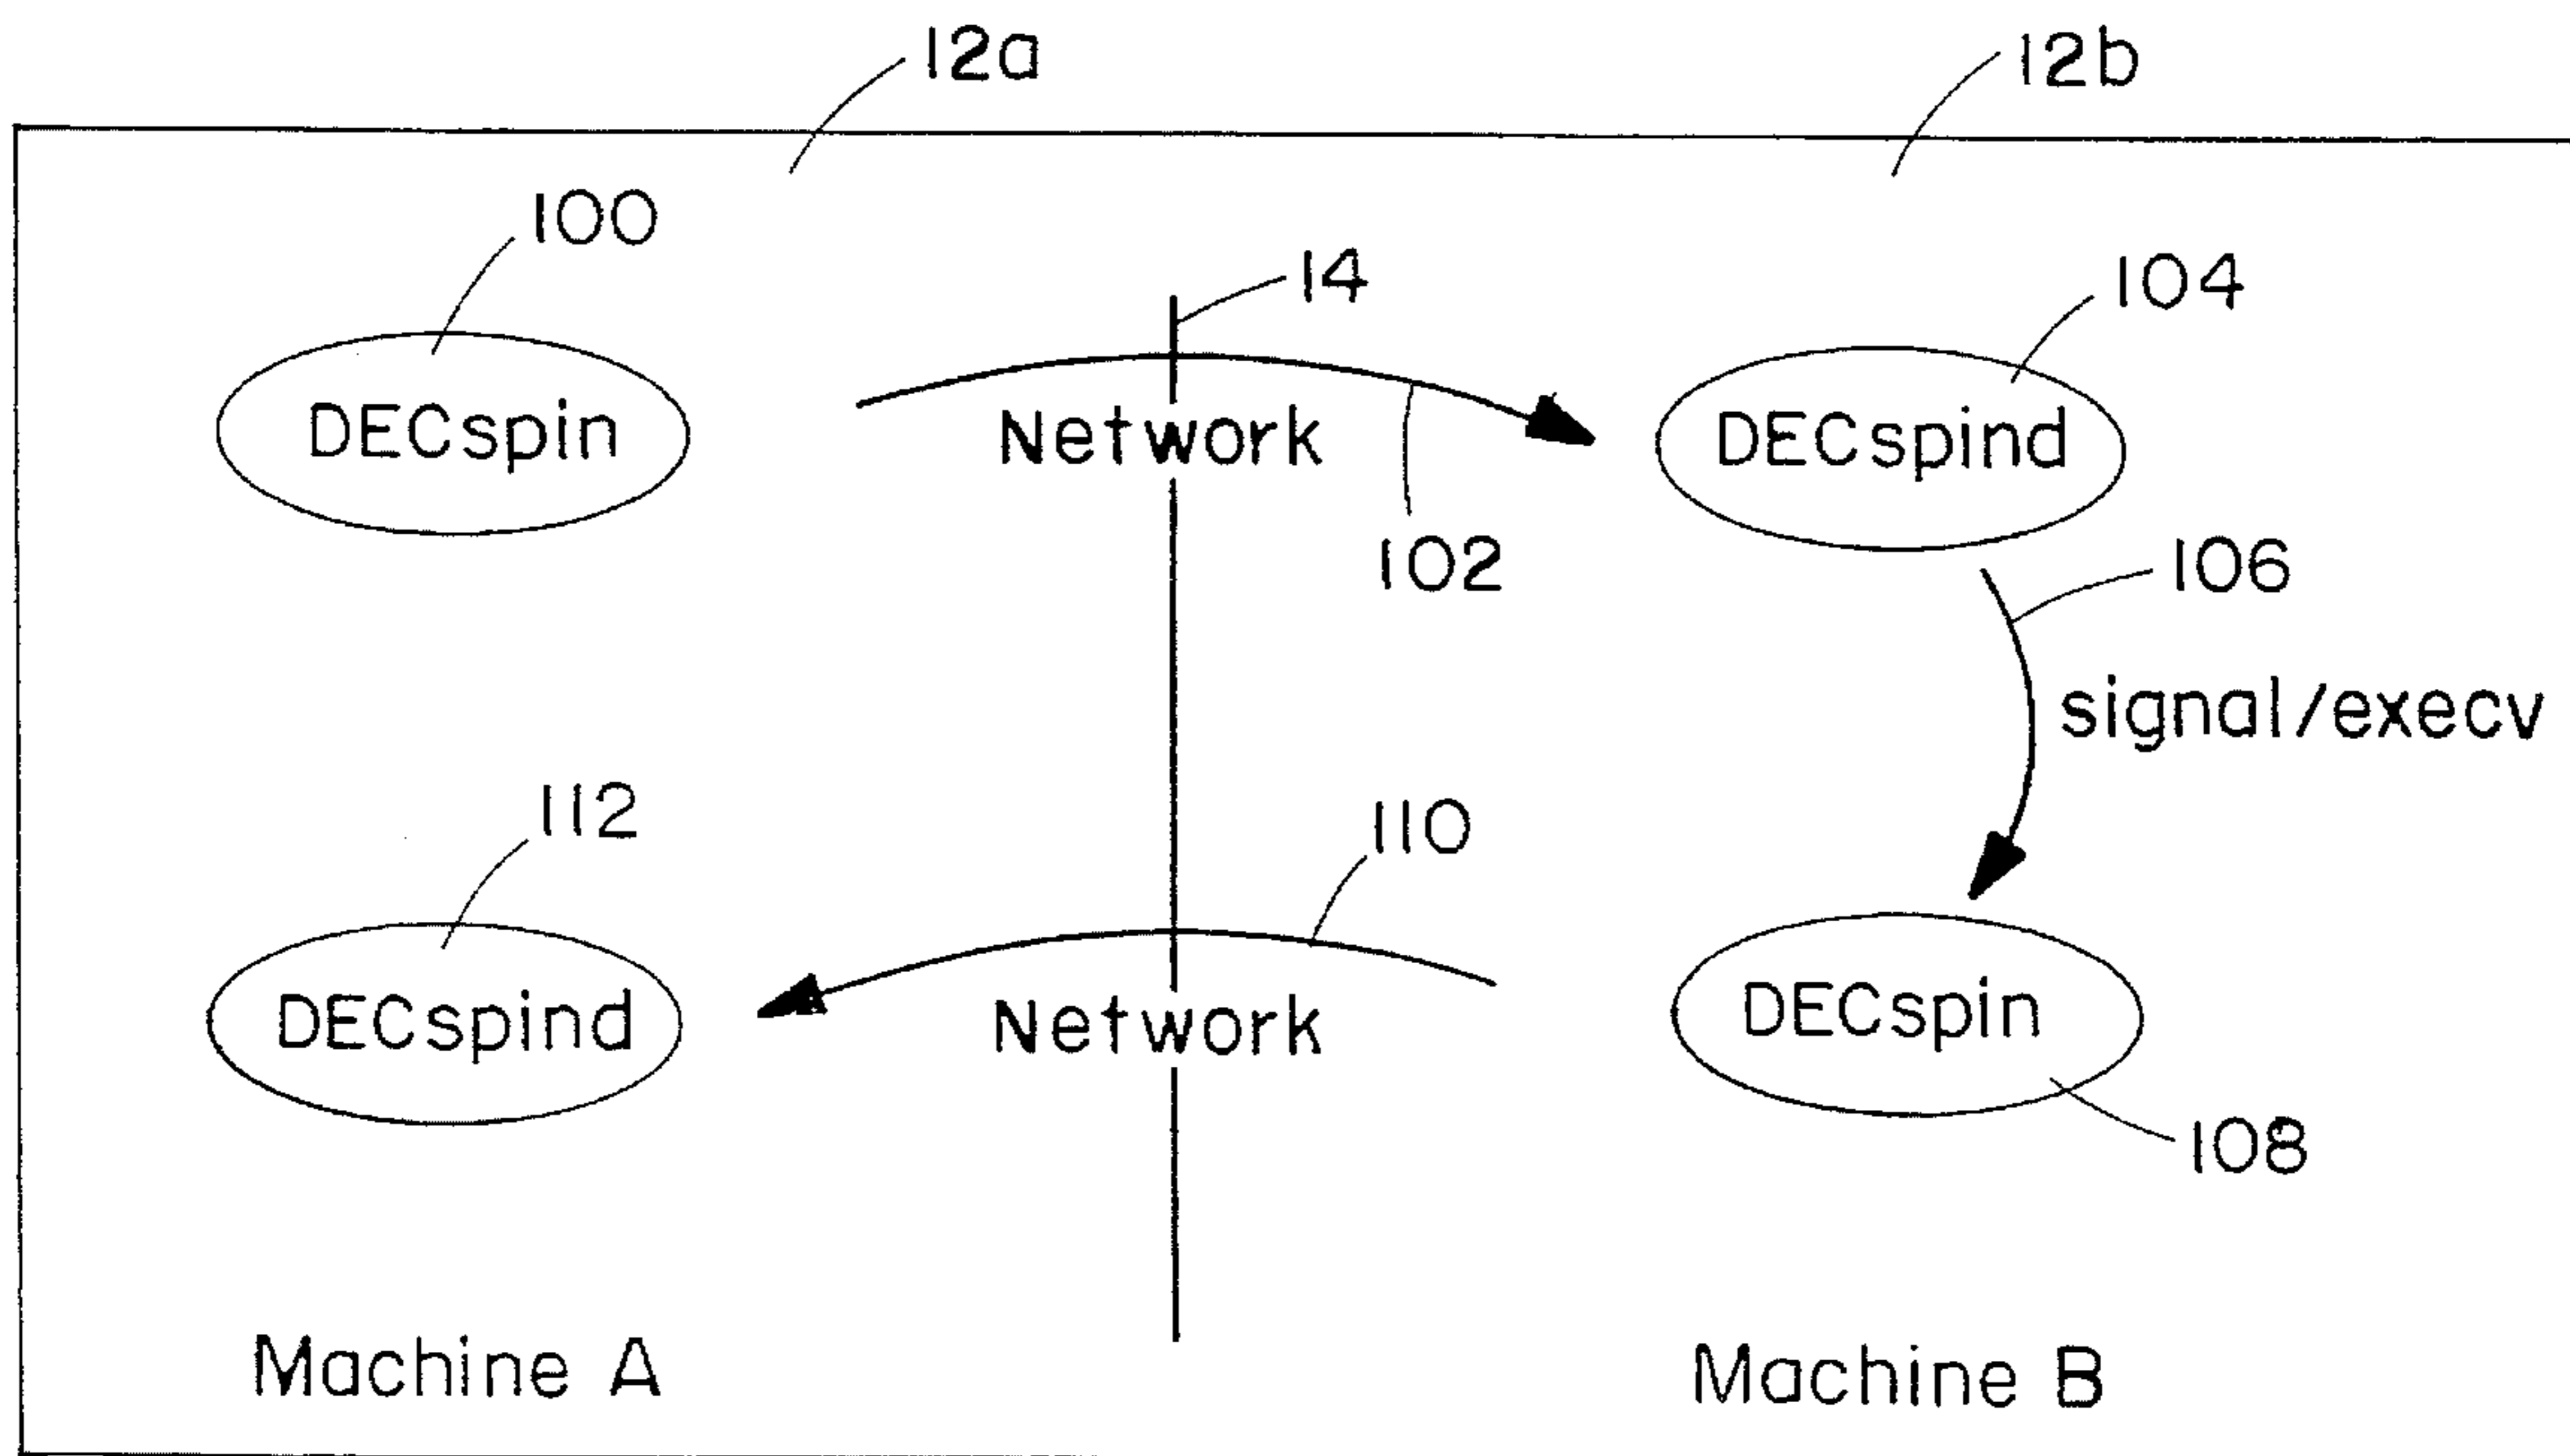 12a 12b
100
14 104
DECspin Network DECspind
102 106
signal/execv
112 110
DECspind Network DECspin
108
Machine A Machine B